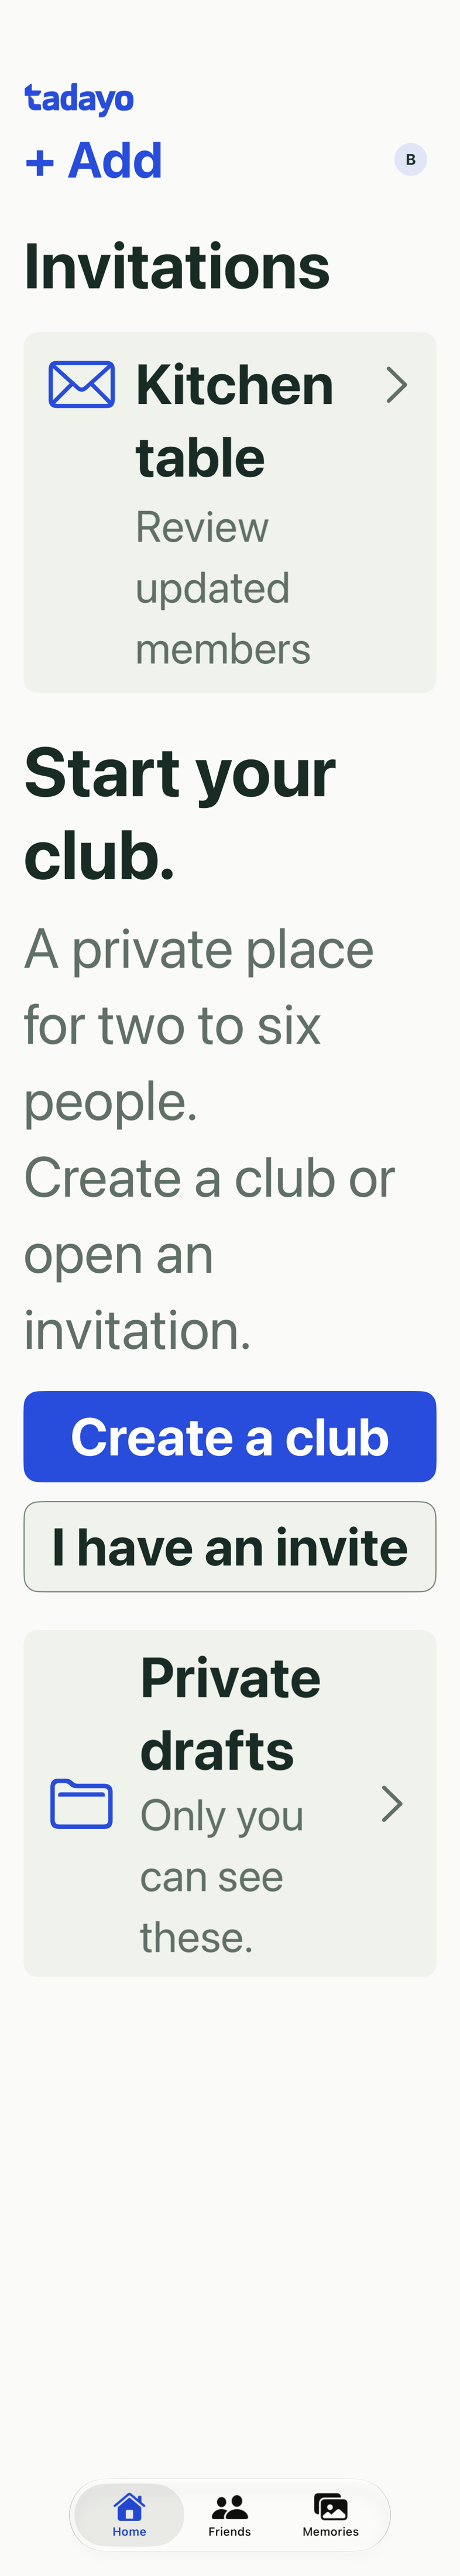 tadayo
+ Add
B
Invitations
Kitchen
table
Review
updated
members
Start your
club.
A private place
for two to six
people.
Create a club or
open an
invitation.
Create a club
I have an invite
Private
drafts
Only you
can see
these.
Home
Friends
Memories